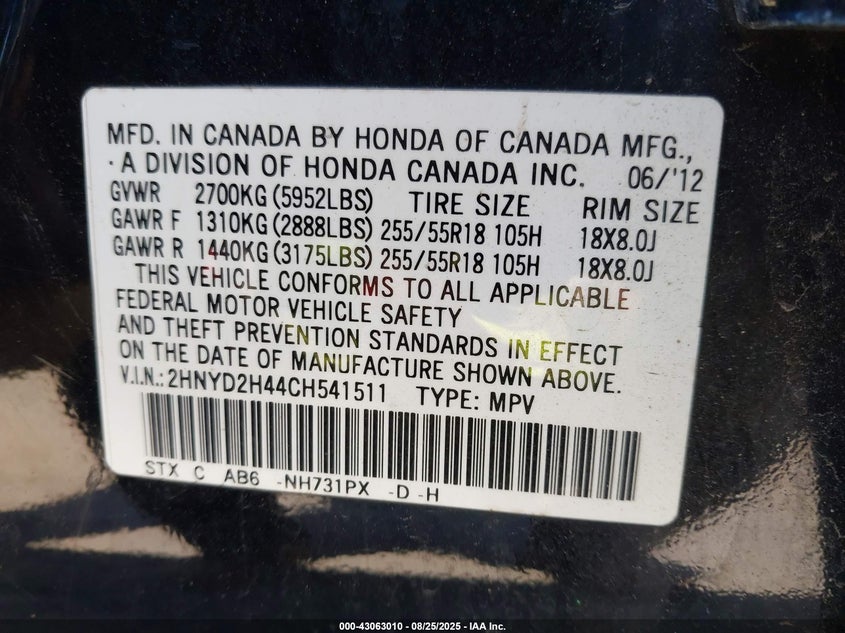 MFD. IN CANADA BY HONDA OF CANADA MFG.,
· A DIVISION OF HONDA CANADA INC. 06/'12
GVWR 2700KG (5952LBS) TIRE SIZE RIM SIZE
GAWR F 1310KG (2888LBS) 255/55R18 105H 18X8.0J
GAWR R 1440KG (3175LBS) 255/55R18 105H 18X8.0J
THIS VEHICLE CONFORMS TO ALL APPLICABLE
FEDERAL MOTOR VEHICLE SAFETY
AND THEFT PREVENTION STANDARDS IN EFFECT
ON THE DATE OF MANUFACTURE SHOWN ABOVE.
V.I.N.: 2HNYD2H44CH541511 TYPE: MPV
STX C AB6 -NH731PX -D -H
000-43063010 - 08/25/2025 - IAA Inc.